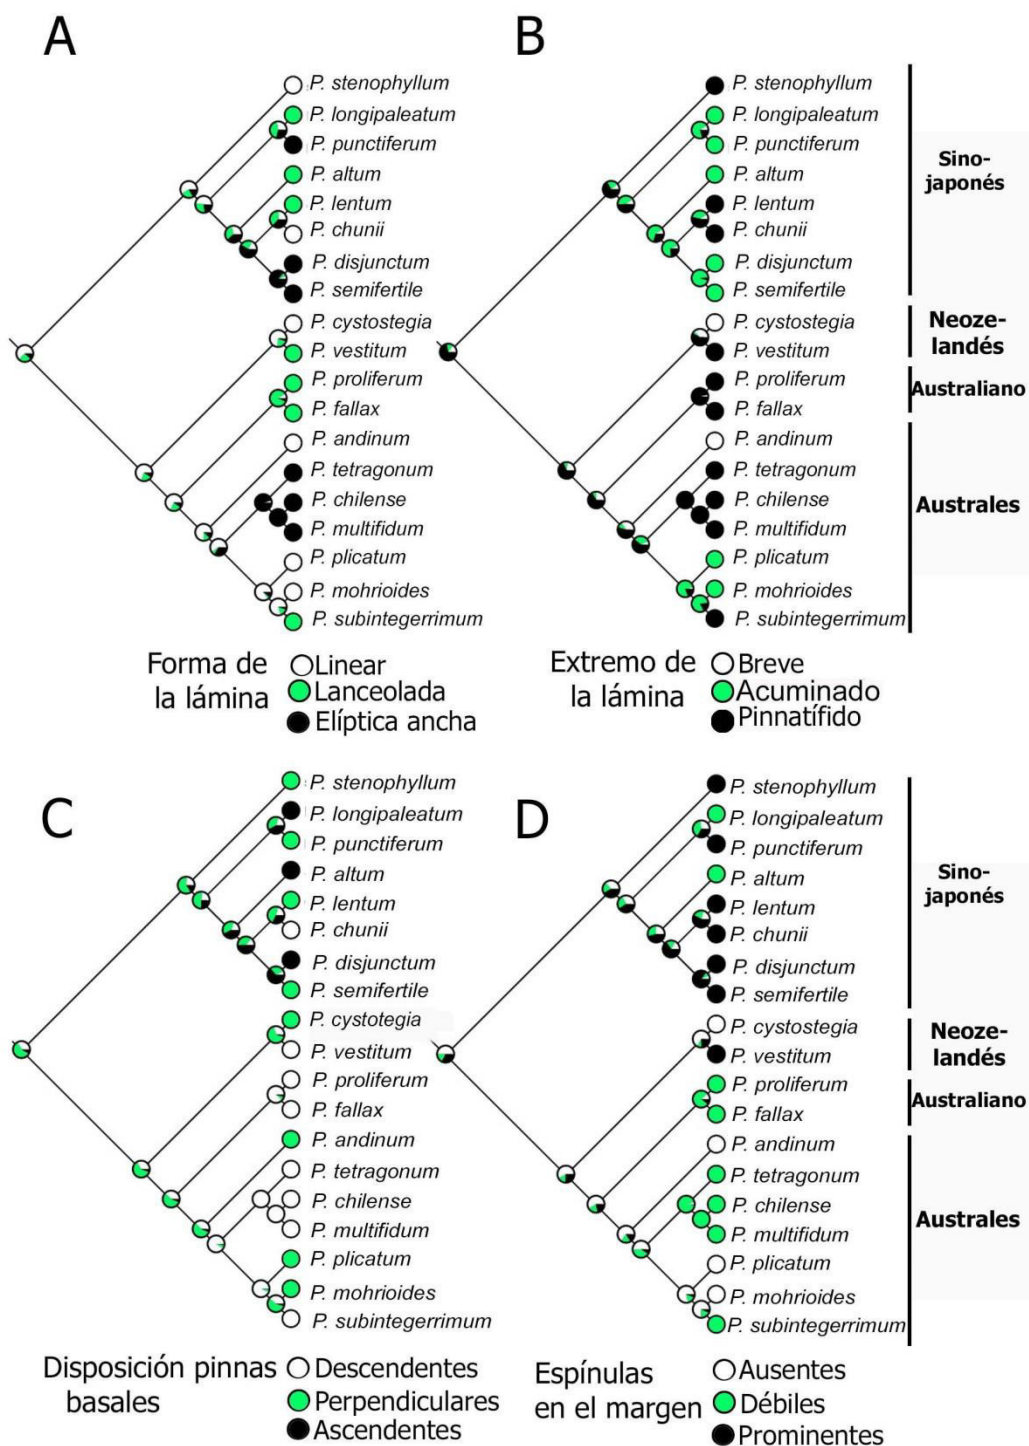 A
P. stenophyllum
P. longipaleatum
P. punctiferum
P. altum
P. lentum
P. chunii
P. disjunctum
P. semifertile
P. cystostegia
P. vestitum
P. proliferum
P. fallax
P. andinum
P. tetragonum
P. chilense
P. multifidum
P. plicatum
P. mohrioides
P. subintegerrimum
Forma de
la lámina
Linear
Lanceolada
Elíptica ancha
B
P. stenophyllum
P. longipaleatum
P. punctiferum
P. altum
P. lentum
P. chunii
P. disjunctum
P. semifertile
P. cystostegia
P. vestitum
P. proliferum
P. fallax
P. andinum
P. tetragonum
P. chilense
P. multifidum
P. plicatum
P. mohrioides
P. subintegerrimum
Sino-
japonés
Neoze-
landés
Australiano
Australes
Extremo de
la lámina
Breve
Acuminado
Pinnatífido
C
P. stenophyllum
P. longipaleatum
P. punctiferum
P. altum
P. lentum
P. chunii
P. disjunctum
P. semifertile
P. cystotegia
P. vestitum
P. proliferum
P. fallax
P. andinum
P. tetragonum
P. chilense
P. multifidum
P. plicatum
P. mohrioides
P. subintegerrimum
Disposición pinnas
basales
Descendentes
Perpendiculares
Ascendentes
D
P. stenophyllum
P. longipaleatum
P. punctiferum
P. altum
P. lentum
P. chunii
P. disjunctum
P. semifertile
P. cystostegia
P. vestitum
P. proliferum
P. fallax
P. andinum
P. tetragonum
P. chilense
P. multifidum
P. plicatum
P. mohrioides
P. subintegerrimum
Sino-
japonés
Neoze-
landés
Australiano
Australes
Espínulas
en el margen
Ausentes
Débiles
Prominentes